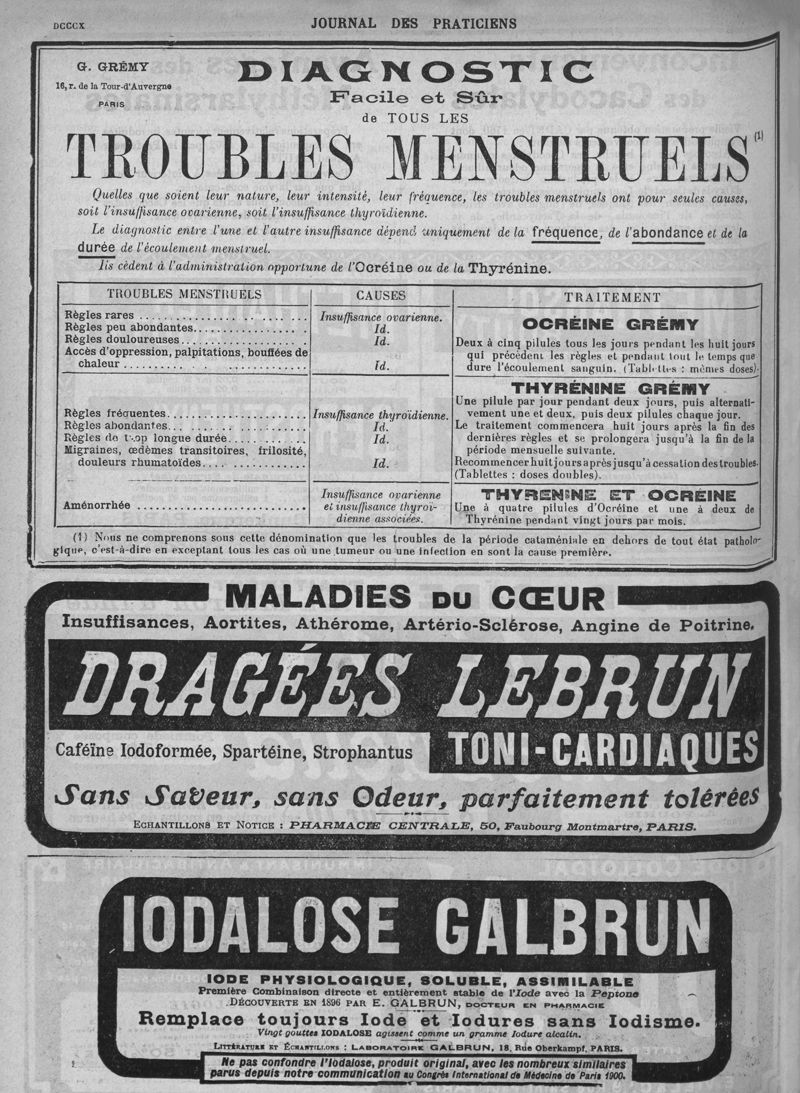 DCCCX
JOURNAL DES PRATICIENS
G. GRÉMY
16, r. de la Tour-d'Auvergne
PARIS
DIAGNOSTIC
Facile et Sûr
de TOUS LES
TROUBLES MENSTRUELS (1)
Quelles que soient leur nature, leur intensité, leur fréquence, les troubles menstruels ont pour seules causes,
soit l'insuffisance ovarienne, soit l'insuffisance thyroïdienne.
Le diagnostic entre l'une et l'autre insuffisance dépend uniquement de la fréquence, de l'abondance et de la
durée de l'écoulement menstruel.
Ils cèdent à l'administration opportune de l'Ocréine ou de la Thyrénine.
TROUBLES MENSTRUELS
CAUSES
TRAITEMENT
Règles rares
Insuffisance ovarienne.
Règles peu abondantes
Id.
Règles douloureuses
Id.
Accès d'oppression, palpitations, bouffées de
chaleur
Id.
OCRÉINE GRÉMY
Deux à cinq pilules tous les jours pendant les huit jours
qui précèdent les règles et pendant tout le temps que
dure l'écoulement sanguin. (Tablettes : mêmes doses).
Règles fréquentes
Insuffisance thyroïdienne.
Règles abondantes
Id.
Règles de trop longue durée
Id.
Migraines, œdèmes transitoires, frilosité,
douleurs rhumatoïdes
Id.
THYRÉNINE GRÉMY
Une pilule par jour pendant deux jours, puis alternati-
vement une et deux, puis deux pilules chaque jour.
Le traitement commencera huit jours après la fin des
dernières règles et se prolongera jusqu'à la fin de la
période mensuelle suivante.
Recommencer huit jours après jusqu'à cessation des troubles.
(Tablettes : doses doubles).
Aménorrhée
Insuffisance ovarienne
et insuffisance thyroï-
dienne associées.
THYRÉNINE ET OCRÉINE
Une à quatre pilules d'Ocréine et une à deux de
Thyrénine pendant vingt jours par mois.
(1) Nous ne comprenons sous cette dénomination que les troubles de la période cataméniale en dehors de tout état patholo-
gique, c'est-à-dire en exceptant tous les cas où une tumeur ou une infection en sont la cause première.
MALADIES DU CŒUR
Insuffisances, Aortites, Athérome, Artério-Sclérose, Angine de Poitrine.
DRAGÉES LEBRUN
Caféïne Iodoformée, Spartéine, Strophantus
TONI-CARDIAQUES
Sans Saveur, sans Odeur, parfaitement tolérées
ECHANTILLONS ET NOTICE : PHARMACIE CENTRALE, 50, Faubourg Montmartre, PARIS.
IODALOSE GALBRUN
IODE PHYSIOLOGIQUE, SOLUBLE, ASSIMILABLE
Première Combinaison directe et entièrement stable de l'Iode avec la Peptone
DÉCOUVERTE EN 1896 PAR E. GALBRUN, DOCTEUR EN PHARMACIE
Remplace toujours Iode et Iodures sans Iodisme.
Vingt gouttes IODALOSE agissent comme un gramme Iodure alcalin.
LITTÉRATURE ET ÉCHANTILLONS : LABORATOIRE GALBRUN, 18, Rue Oberkampf, PARIS.
Ne pas confondre l'Iodalose, produit original, avec les nombreux similaires
parus depuis notre communication au Congrès International de Médecine de Paris 1900.